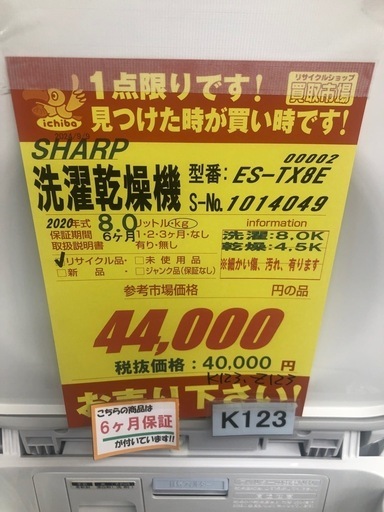 ichiba
1点限りです!
リサイクルショップ
買取市場
見つけた時が買い時です!
SHARP
00002
洗濯乾燥機 型番: ES-TX8E
S-No. 1014049
2020年式 8.0 リットル・kg
保証期間 6ヶ月 1・2・3ヶ月・なし
取扱説明書 有り・無し
information
洗濯:8.0K
乾燥:4.5K
※細かい傷、汚れ、有ります
✓リサイクル品・ □未使用品
□新品・ □ジャンク品(保証なし)
参考市場価格 円の品
44,000
税抜価格: 40,000 円
K123, Z123
お売り下さい!
こちらの商品は
6ヶ月保証
が付いています!!
K123